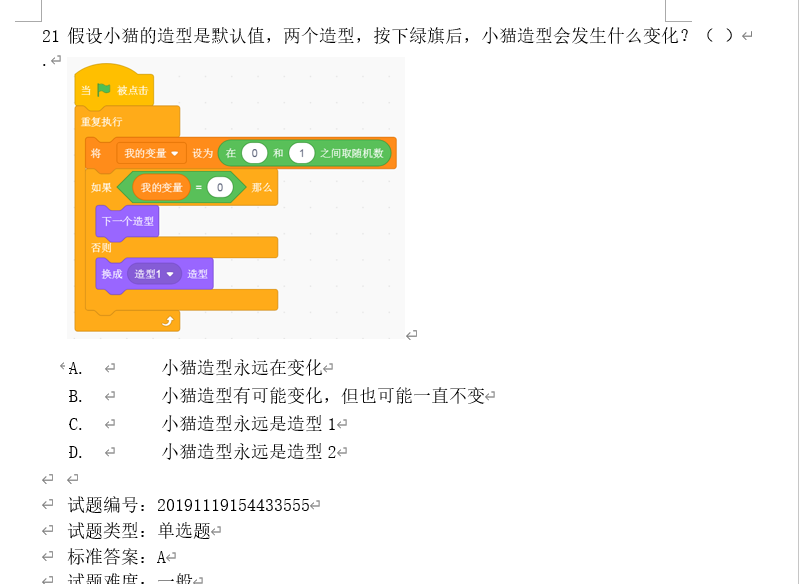 21 假设小猫的造型是默认值，两个造型，按下绿旗后，小猫造型会发生什么变化？（ ）
.
当 被点击
重复执行
将 我的变量 设为 在 0 和 1 之间取随机数
如果 我的变量 = 0 那么
下一个造型
否则
换成 造型1 造型
A. 小猫造型永远在变化
B. 小猫造型有可能变化，但也可能一直不变
C. 小猫造型永远是造型 1
D. 小猫造型永远是造型 2
试题编号：20191119154433555
试题类型：单选题
标准答案：A
试题难度：一般